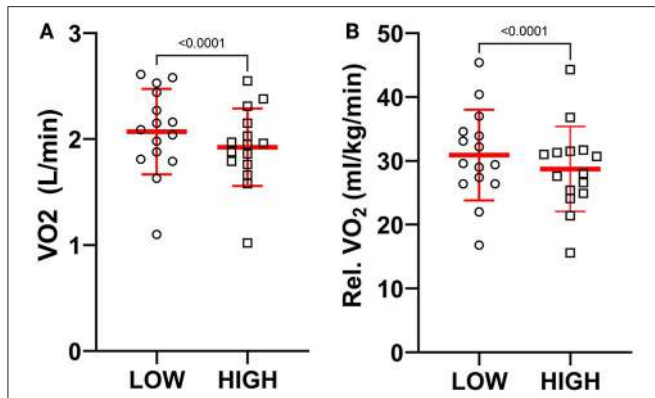 A
<0.0001
VO2 (L/min)
3
2
1
0
LOW HIGH
B
<0.0001
Rel. VO₂ (ml/kg/min)
50
40
30
20
10
0
LOW HIGH